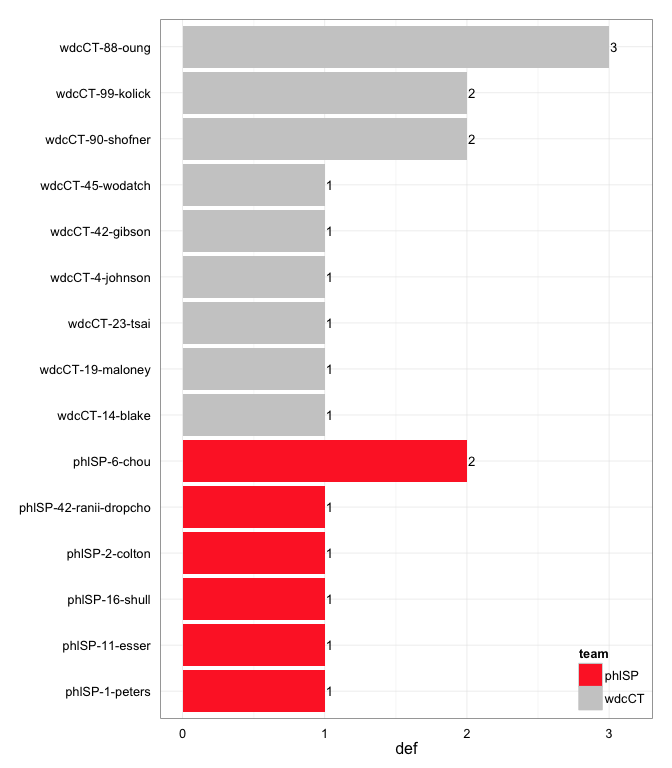 wdcCT-88-oung 3
wdcCT-99-kolick 2
wdcCT-90-shofner 2
wdcCT-45-wodatch 1
wdcCT-42-gibson 1
wdcCT-4-johnson 1
wdcCT-23-tsai 1
wdcCT-19-maloney 1
wdcCT-14-blake 1
phlSP-6-chou 2
phlSP-42-ranii-dropcho 1
phlSP-2-colton 1
phlSP-16-shull 1
phlSP-11-esser 1
phlSP-1-peters 1
team
phlSP
wdcCT
0 1 2 3
def